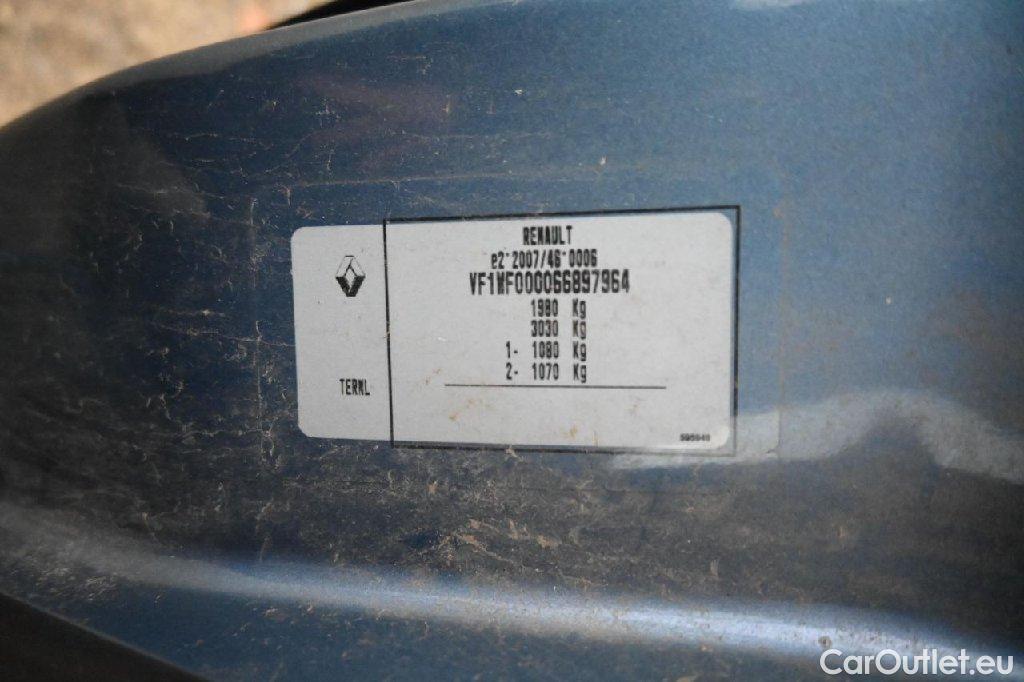 RENAULT
e2*2007/46*0006
VF1MF000066897964
1980 Kg
3030 Kg
1- 1080 Kg
2- 1070 Kg
TERNL
CarOutlet.eu